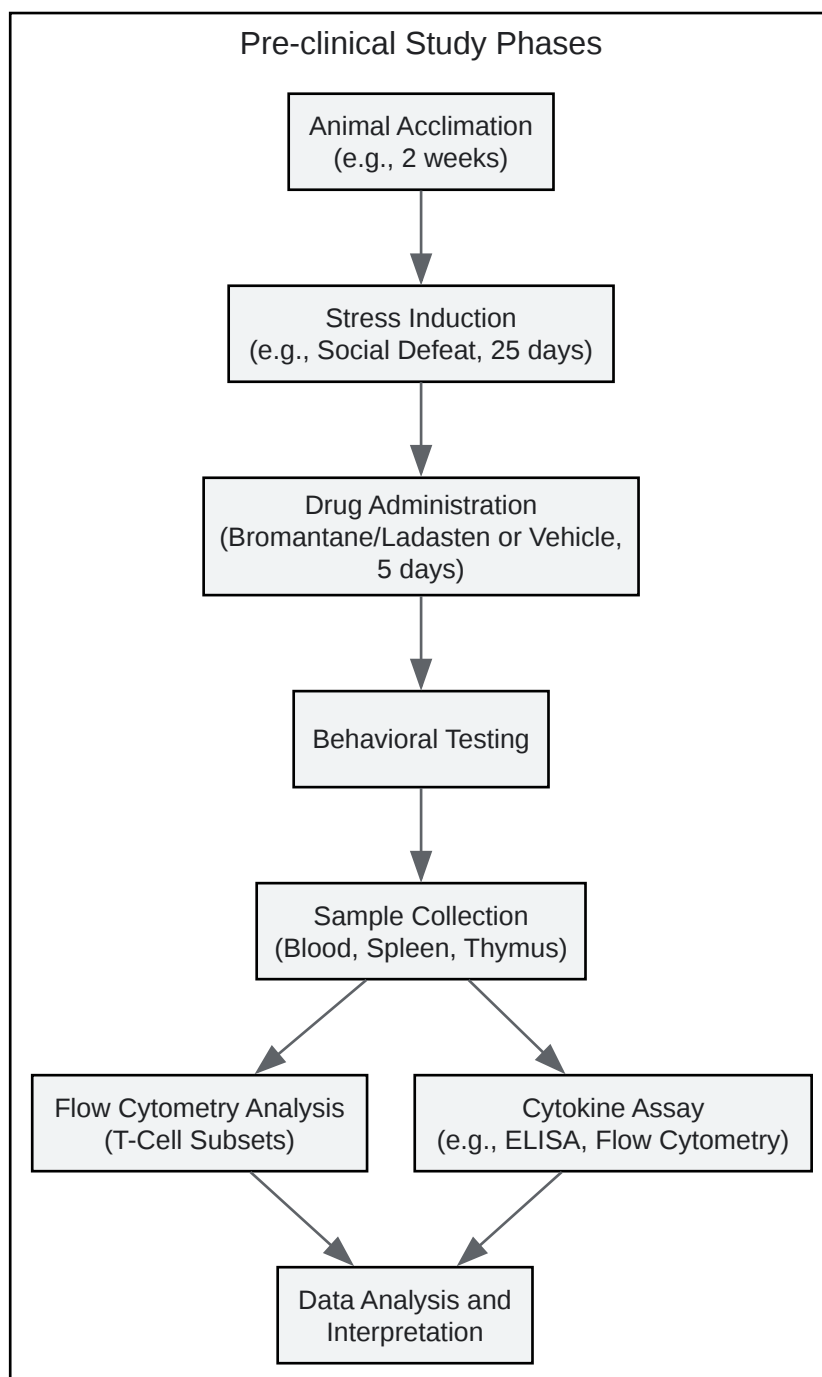 Pre-clinical Study Phases
Animal Acclimation
(e.g., 2 weeks)
Stress Induction
(e.g., Social Defeat, 25 days)
Drug Administration
(Bromantane/Ladasten or Vehicle,
5 days)
Behavioral Testing
Sample Collection
(Blood, Spleen, Thymus)
Flow Cytometry Analysis
(T-Cell Subsets)
Cytokine Assay
(e.g., ELISA, Flow Cytometry)
Data Analysis and
Interpretation